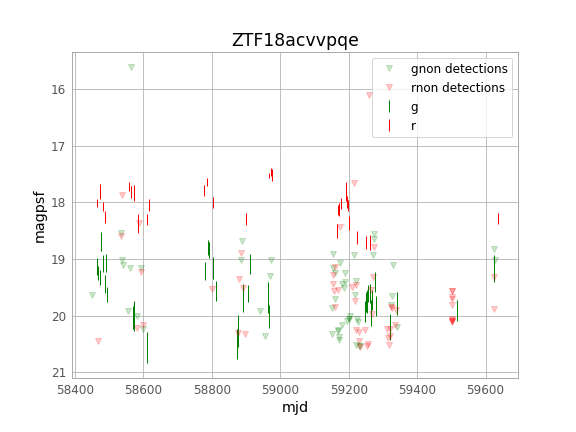 ZTF18acvvpqe
gnon detections
rnon detections
g
r
16
17
18
19
20
21
magpsf
58400 58600 58800 59000 59200 59400 59600
mjd